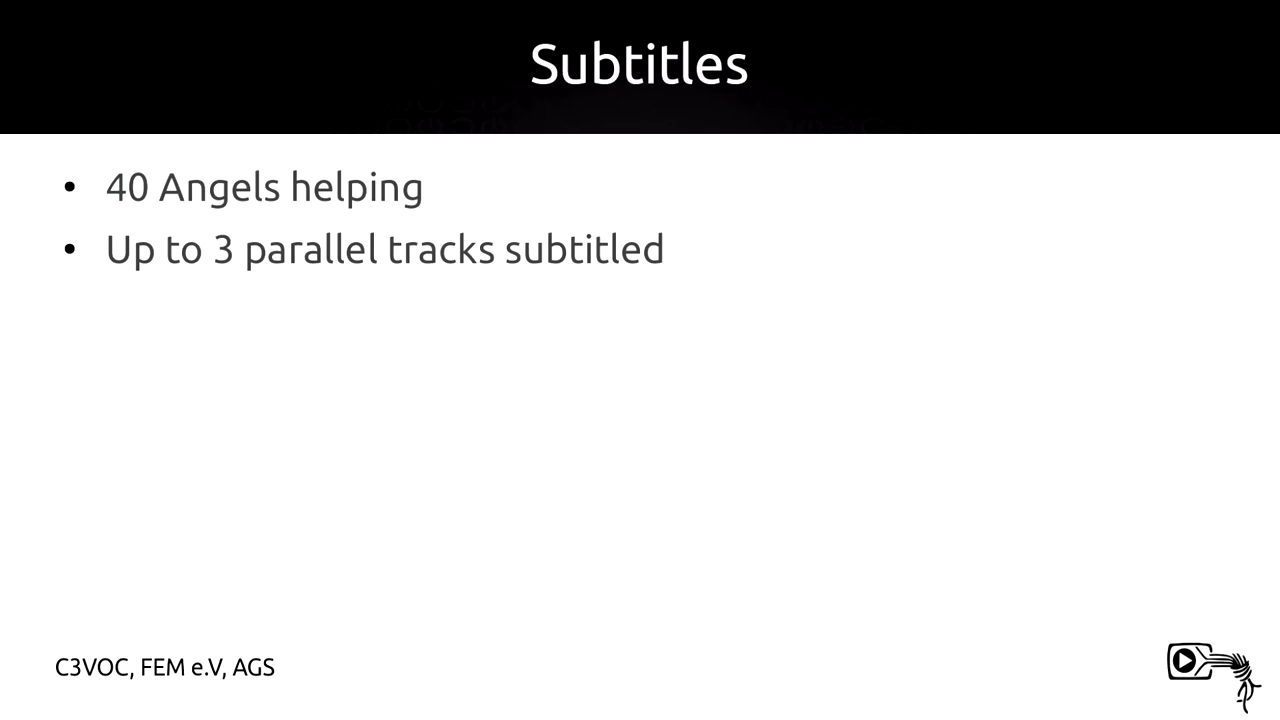 Subtitles
• 40 Angels helping
• Up to 3 parallel tracks subtitled
C3VOC, FEM e.V, AGS